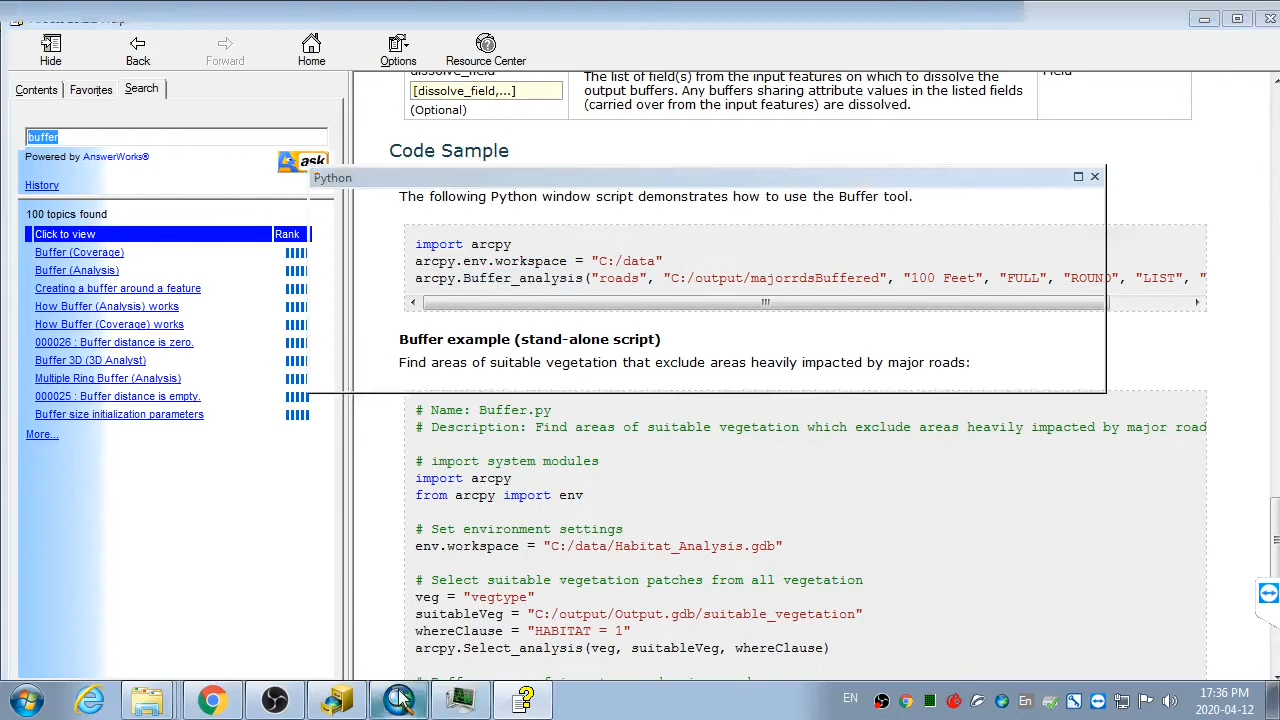 Hide
Back
Forward
Home
Options
Resource Center
Contents
Favorites
Search
buffer
Powered by AnswerWorks®
ask
History
100 topics found
Click to view Rank
Buffer (Coverage)
Buffer (Analysis)
Creating a buffer around a feature
How Buffer (Analysis) works
How Buffer (Coverage) works
000026 : Buffer distance is zero.
Buffer 3D (3D Analyst)
Multiple Ring Buffer (Analysis)
000025 : Buffer distance is empty.
Buffer size initialization parameters
More...
dissolve_field
[dissolve_field,...]
(Optional)
The list of field(s) from the input features on which to dissolve the
output buffers. Any buffers sharing attribute values in the listed fields
(carried over from the input features) are dissolved.
Field
Code Sample
Python
The following Python window script demonstrates how to use the Buffer tool.
import arcpy
arcpy.env.workspace = "C:/data"
arcpy.Buffer_analysis("roads", "C:/output/majorrdsBuffered", "100 Feet", "FULL", "ROUND", "LIST", "
Buffer example (stand-alone script)
Find areas of suitable vegetation that exclude areas heavily impacted by major roads:
# Name: Buffer.py
# Description: Find areas of suitable vegetation which exclude areas heavily impacted by major road
# import system modules
import arcpy
from arcpy import env
# Set environment settings
env.workspace = "C:/data/Habitat_Analysis.gdb"
# Select suitable vegetation patches from all vegetation
veg = "vegtype"
suitableVeg = "C:/output/Output.gdb/suitable_vegetation"
whereClause = "HABITAT = 1"
arcpy.Select_analysis(veg, suitableVeg, whereClause)
EN
En
17:36 PM
2020-04-12